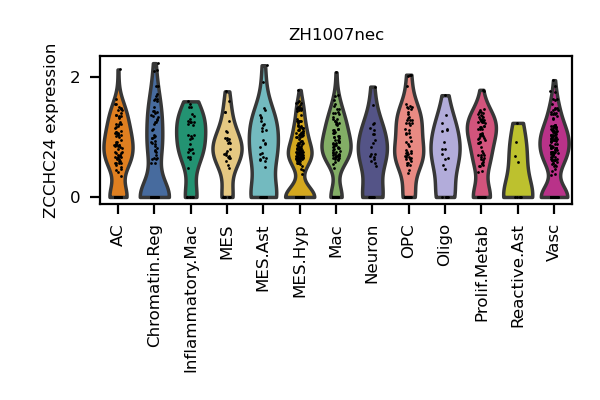 ZH1007nec
ZCCHC24 expression
2
0
AC
Chromatin.Reg
Inflammatory.Mac
MES
MES.Ast
MES.Hyp
Mac
Neuron
OPC
Oligo
Prolif.Metab
Reactive.Ast
Vasc